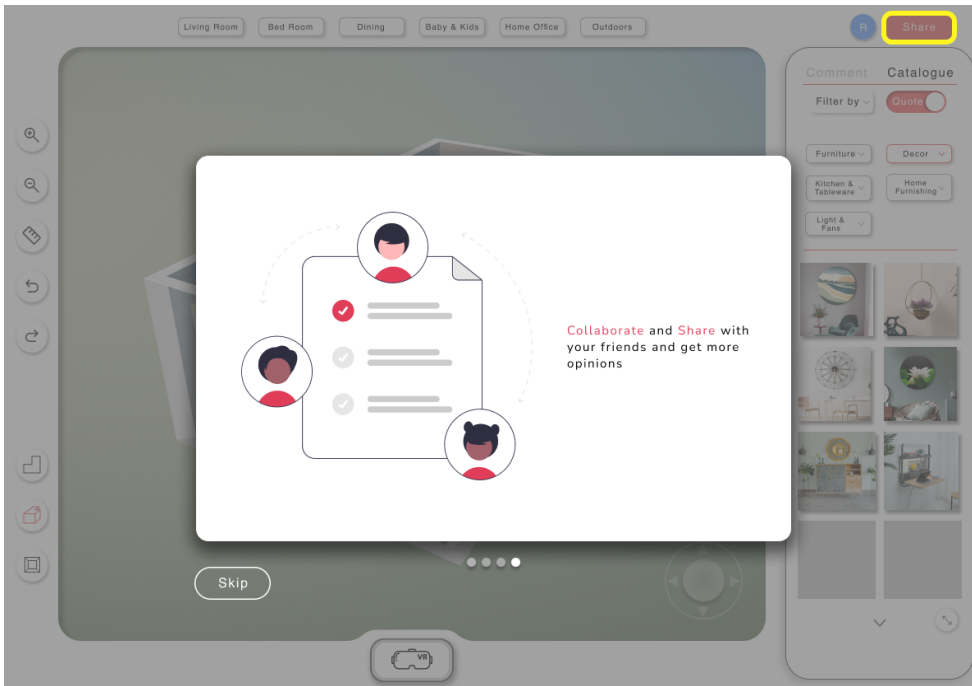 Living Room
Bed Room
Dining
Baby & Kids
Home Office
Outdoors
R
Share
Comment
Catalogue
Filter by
Quote
Furniture
Decor
Kitchen &
Tableware
Home
Furnishing
Light &
Fans
Collaborate and Share with
your friends and get more
opinions
Skip
VR